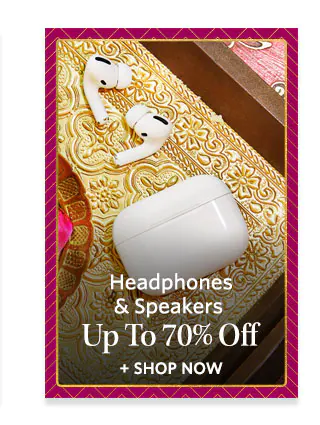 Headphones
& Speakers
Up To 70% Off
+ SHOP NOW